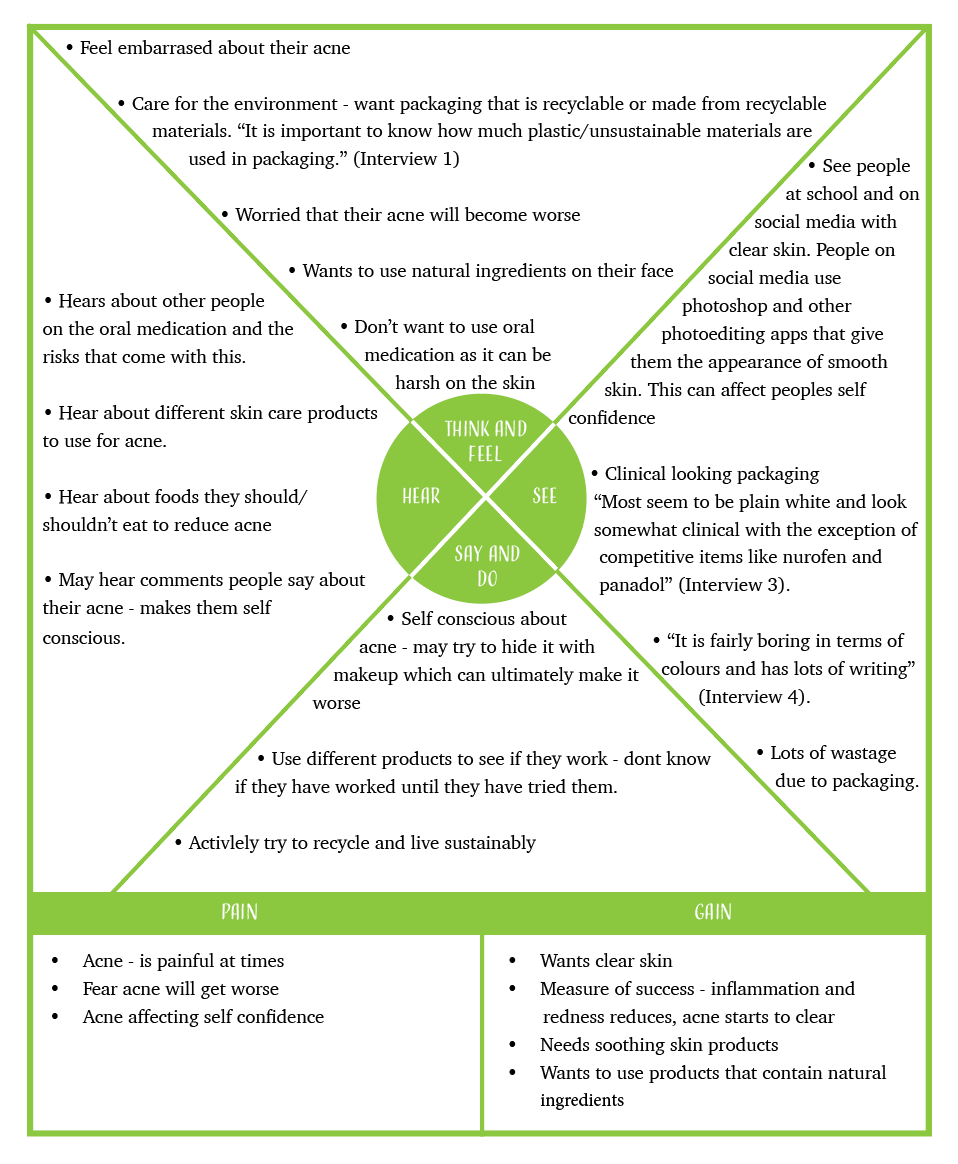 • Feel embarrased about their acne
• Care for the environment - want packaging that is recyclable or made from recyclable
materials. “It is important to know how much plastic/unsustainable materials are
used in packaging.” (Interview 1)
• Worried that their acne will become worse
• Wants to use natural ingredients on their face
• Don’t want to use oral
medication as it can be
harsh on the skin
THINK AND
FEEL
• Hears about other people
on the oral medication and the
risks that come with this.
• Hear about different skin care products
to use for acne.
• Hear about foods they should/
shouldn’t eat to reduce acne
• May hear comments people say about
their acne - makes them self
conscious.
HEAR
• See people
at school and on
social media with
clear skin. People on
social media use
photoshop and other
photoediting apps that give
them the appearance of smooth
skin. This can affect peoples self
confidence
SEE
• Clinical looking packaging
“Most seem to be plain white and look
somewhat clinical with the exception of
competitive items like nurofen and
panadol” (Interview 3).
• “It is fairly boring in terms of
colours and has lots of writing”
(Interview 4).
• Lots of wastage
due to packaging.
SAY AND
DO
• Self conscious about
acne - may try to hide it with
makeup which can ultimately make it
worse
• Use different products to see if they work - dont know
if they have worked until they have tried them.
• Activlely try to recycle and live sustainably
PAIN
• Acne - is painful at times
• Fear acne will get worse
• Acne affecting self confidence
GAIN
• Wants clear skin
• Measure of success - inflammation and
redness reduces, acne starts to clear
• Needs soothing skin products
• Wants to use products that contain natural
ingredients